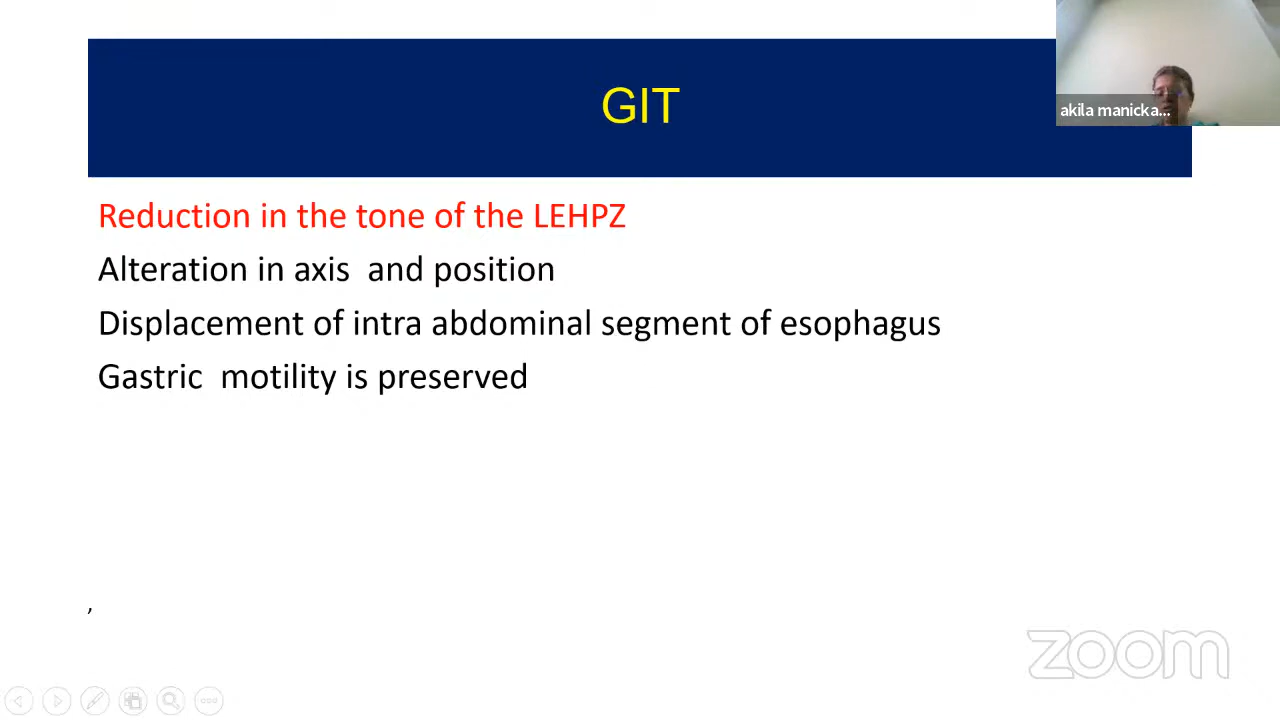 GIT
akila manicka...
Reduction in the tone of the LEHPZ
Alteration in axis  and position
Displacement of intra abdominal segment of esophagus
Gastric  motility is preserved
,
zoom